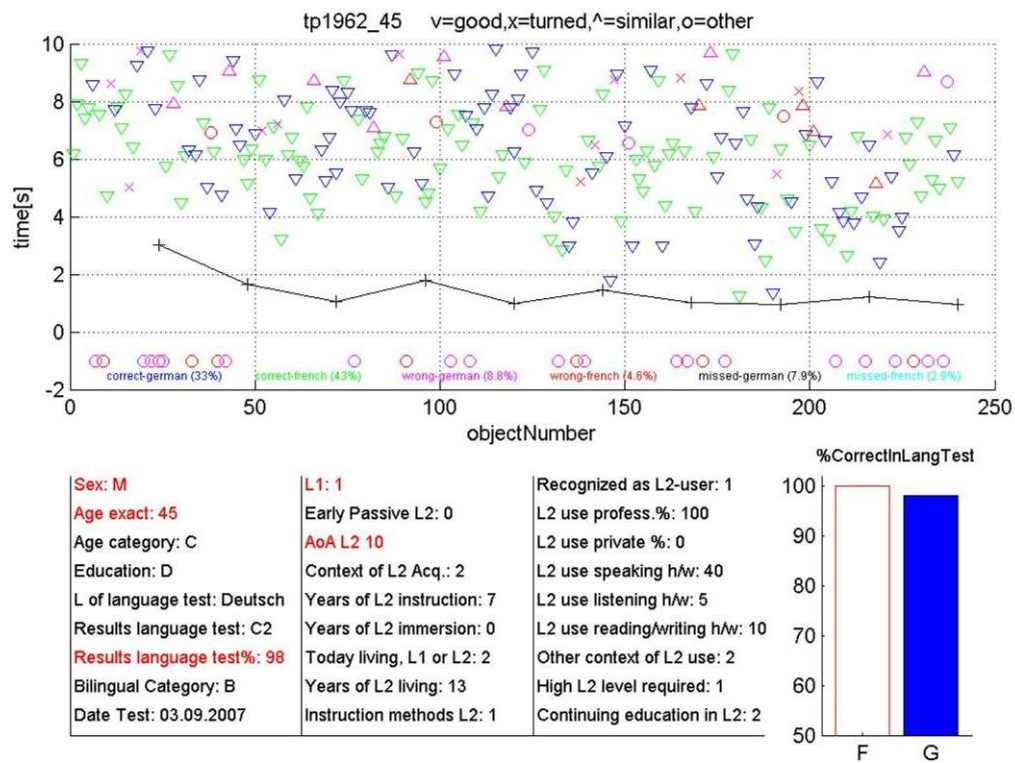 tp1962_45 v=good,x=turned,^=similar,o=other
10
8
6
4
2
0
-2
time[s]
correct-german (33%) correct-french (43%) wrong-german (8.8%) wrong-french (4.6%) missed-german (7.9%) missed-french (2.9%)
0 50 100 150 200 250
objectNumber
Sex: M
Age exact: 45
Age category: C
Education: D
L of language test: Deutsch
Results language test: C2
Results language test%: 98
Bilingual Category: B
Date Test: 03.09.2007
L1: 1
Early Passive L2: 0
AoA L2 10
Context of L2 Acq.: 2
Years of L2 instruction: 7
Years of L2 immersion: 0
Today living, L1 or L2: 2
Years of L2 living: 13
Instruction methods L2: 1
Recognized as L2-user: 1
L2 use profess.%: 100
L2 use private %: 0
L2 use speaking h/w: 40
L2 use listening h/w: 5
L2 use reading/writing h/w: 10
Other context of L2 use: 2
High L2 level required: 1
Continuing education in L2: 2
%CorrectInLangTest
100
90
80
70
60
50
F G